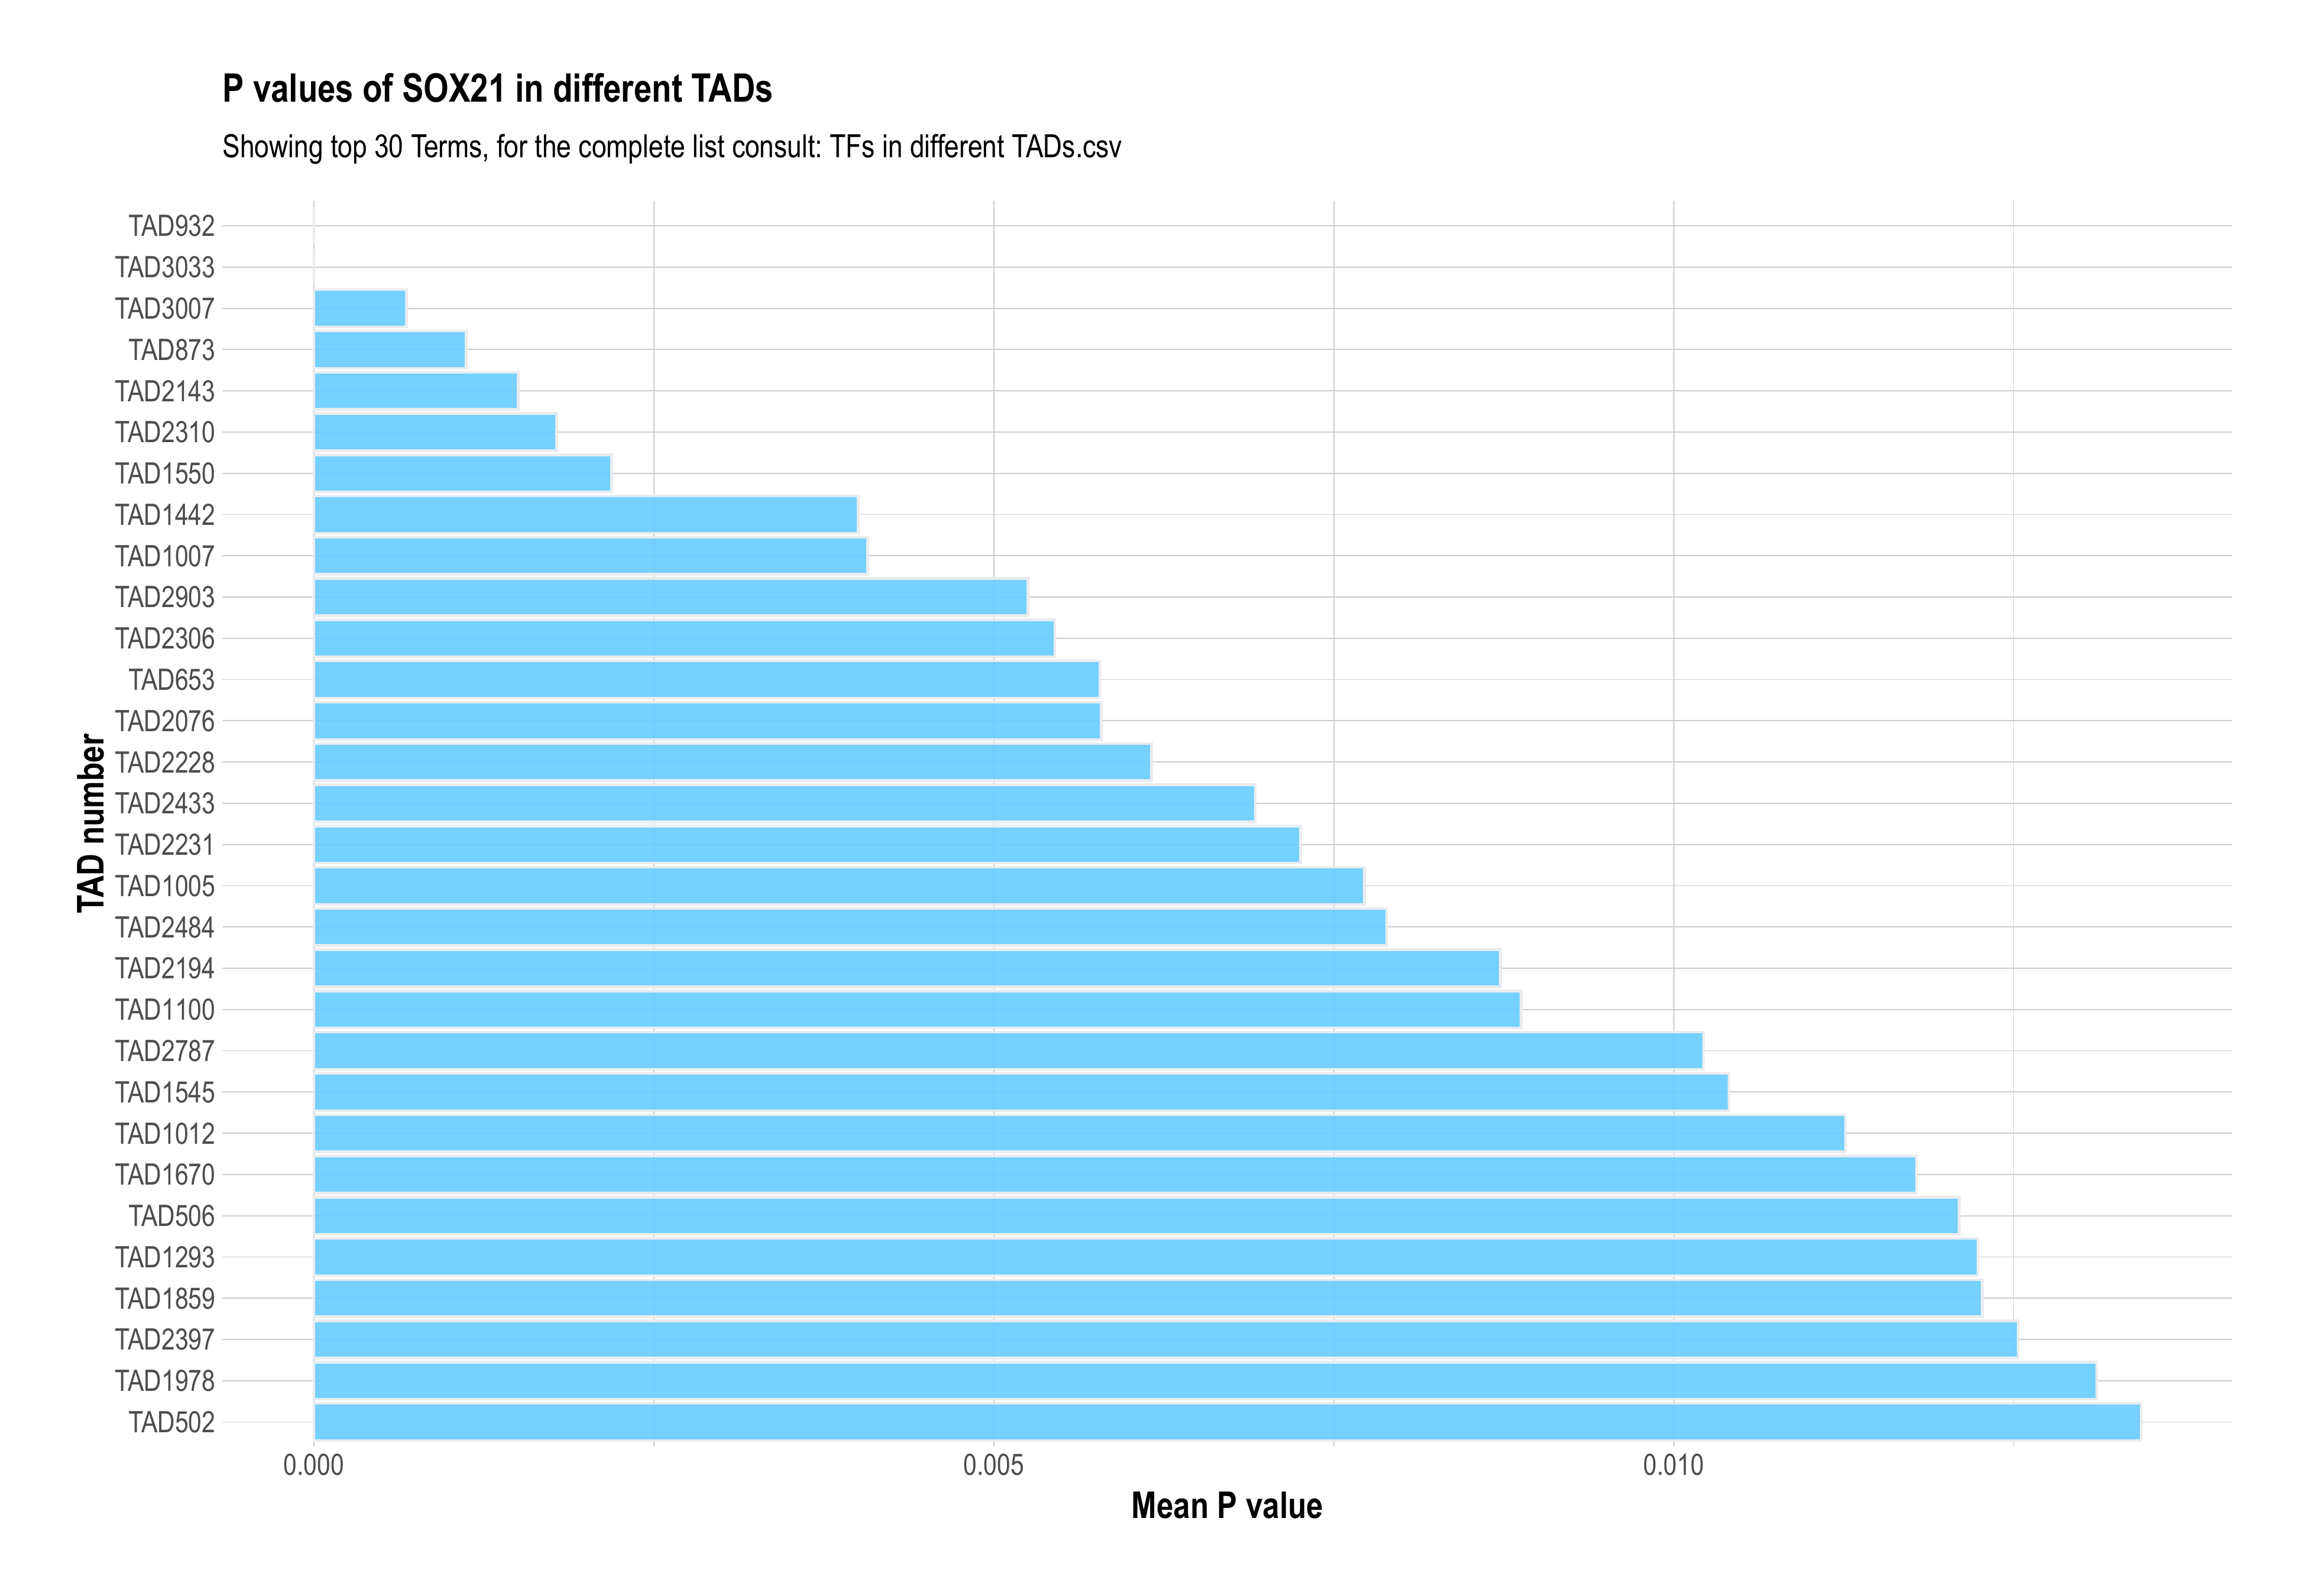 P values of SOX21 in different TADs
Showing top 30 Terms, for the complete list consult: TFs in different TADs.csv
TAD number
TAD932
TAD3033
TAD3007
TAD873
TAD2143
TAD2310
TAD1550
TAD1442
TAD1007
TAD2903
TAD2306
TAD653
TAD2076
TAD2228
TAD2433
TAD2231
TAD1005
TAD2484
TAD2194
TAD1100
TAD2787
TAD1545
TAD1012
TAD1670
TAD506
TAD1293
TAD1859
TAD2397
TAD1978
TAD502
0.000 0.005 0.010
Mean P value